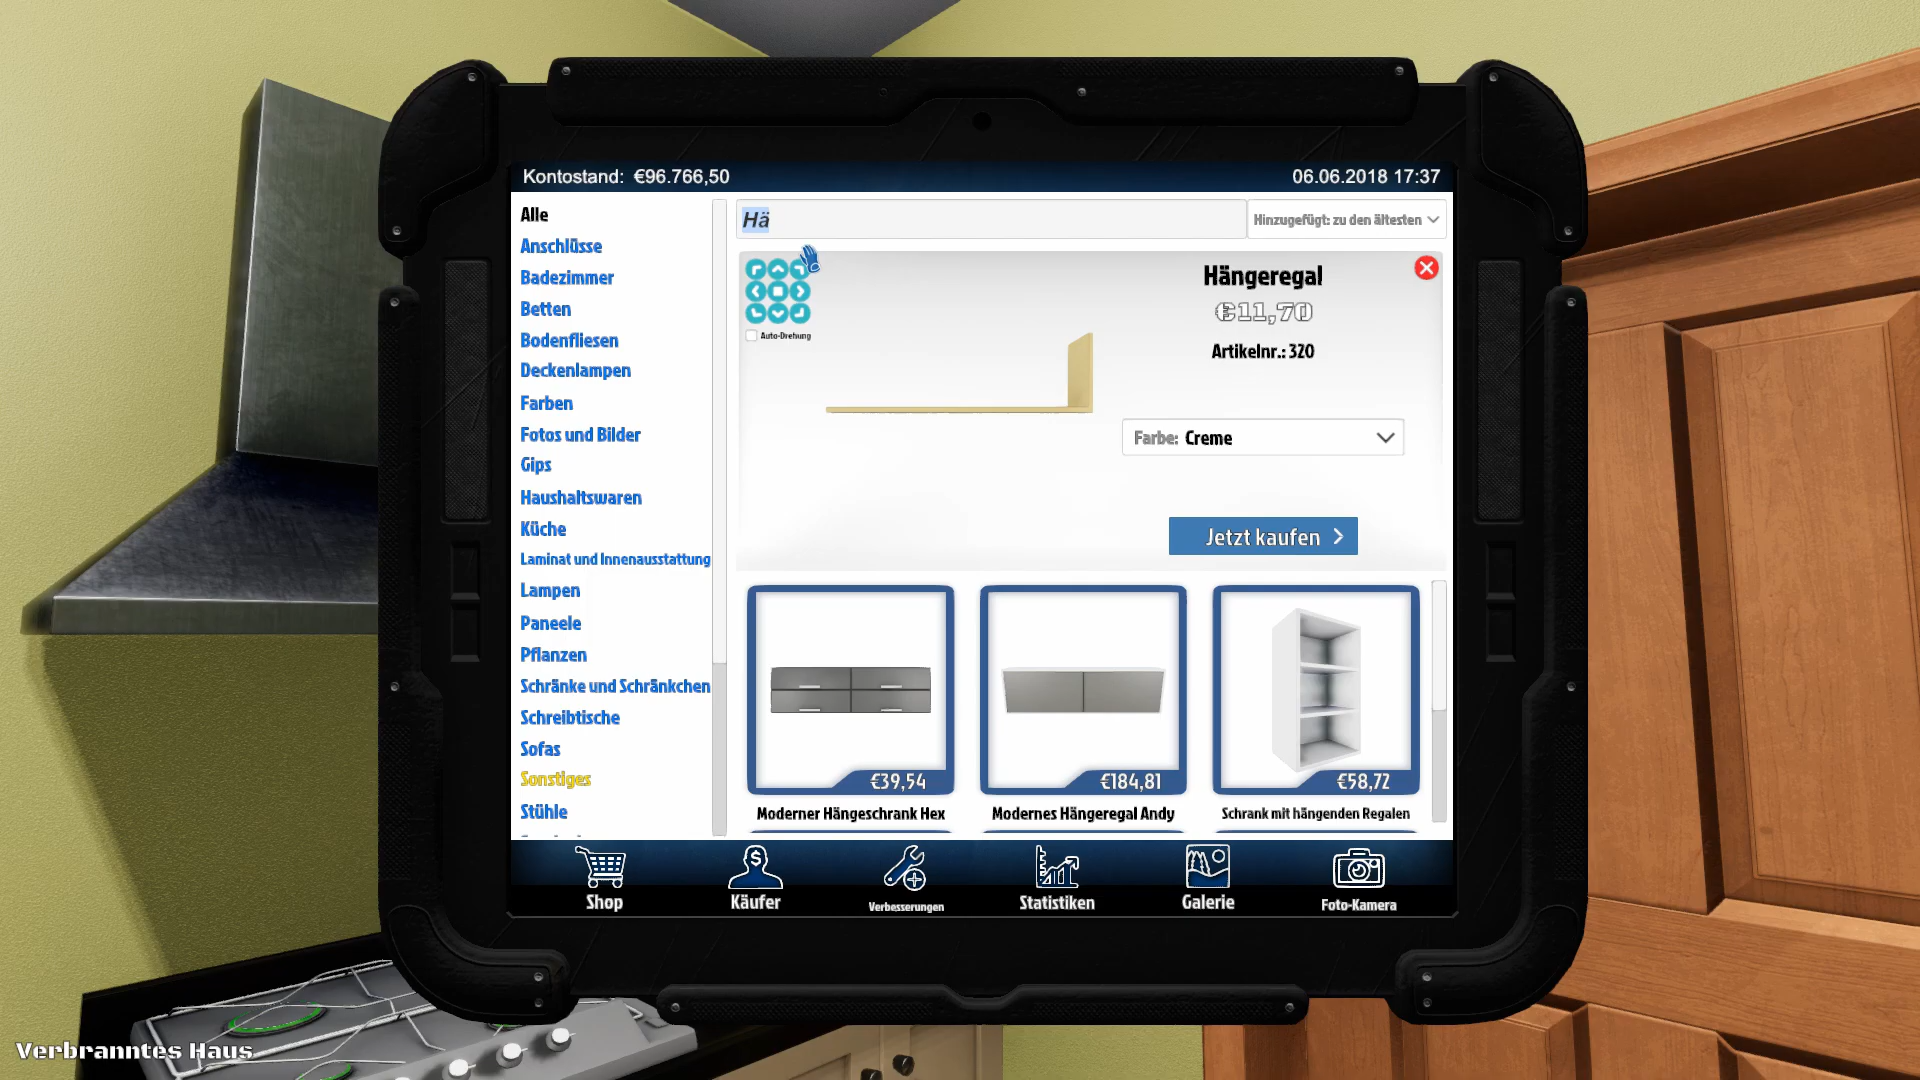 Kontostand: €96.766,50
06.06.2018 17:37
Alle
Anschlüsse
Badezimmer
Betten
Bodenfliesen
Deckenlampen
Farben
Fotos und Bilder
Gips
Haushaltswaren
Küche
Laminat und Innenausstattung
Lampen
Paneele
Pflanzen
Schränke und Schränkchen
Schreibtische
Sofas
Sonstiges
Stühle
Hä
Hinzugefügt: zu den ältesten
Auto-Drehung
Hängeregal
€11,70
Artikelnr.: 320
Farbe: Creme
Jetzt kaufen
€39,54
€184,81
€58,72
Moderner Hängeschrank Hex
Modernes Hängeregal Andy
Schrank mit hängenden Regalen
Shop
Käufer
Verbesserungen
Statistiken
Galerie
Foto-Kamera
Verbranntes Haus